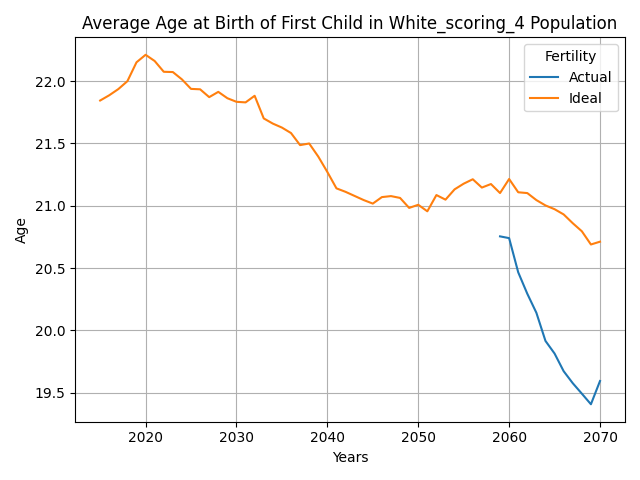 Average Age at Birth of First Child in White_scoring_4 Population
Fertility
Actual
Ideal
22.0
21.5
21.0
20.5
20.0
19.5
Age
2020 2030 2040 2050 2060 2070
Years